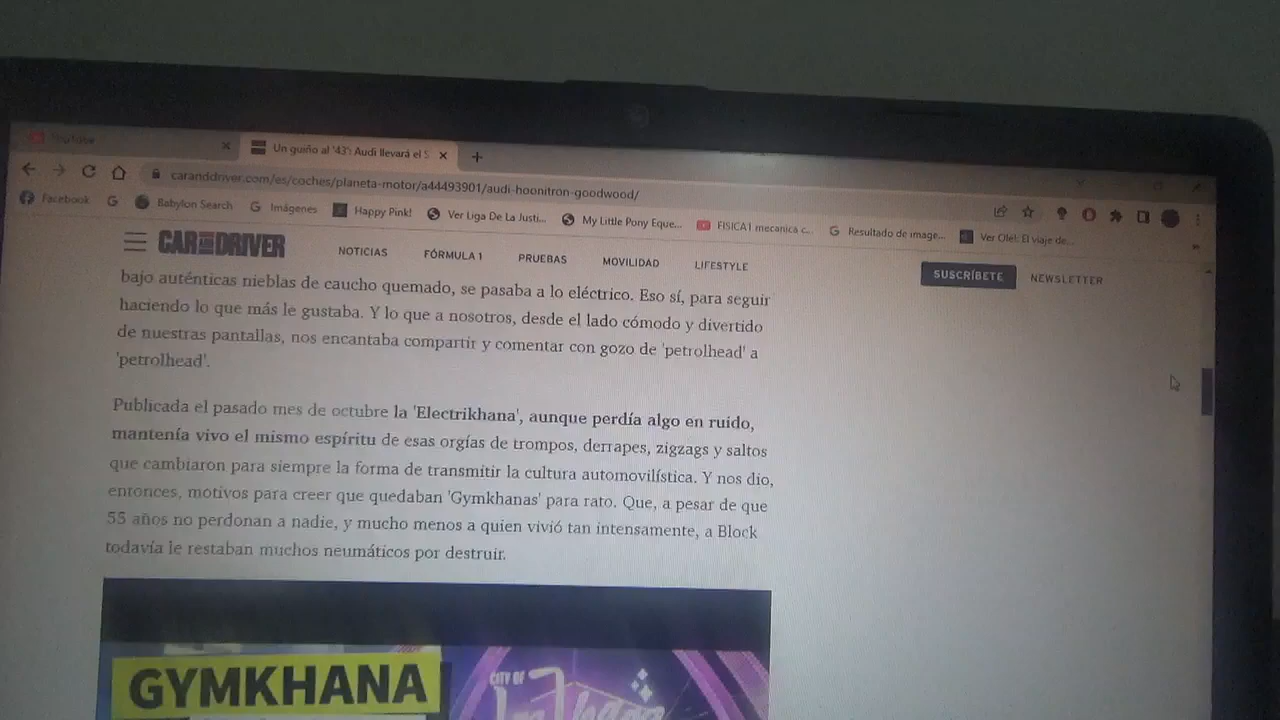 YouTube
Un guiño al '43': Audi llevará el S
caranddriver.com/es/coches/planeta-motor/a44493901/audi-hoonitron-goodwood/
Facebook
Babylon Search
Imágenes
Happy Pink!
Ver Liga De La Justi...
My Little Pony Eque...
FISICA1 mecanica c...
Resultado de image...
Ver Olé!: El viaje de...
CAR AND DRIVER
NOTICIAS
FÓRMULA 1
PRUEBAS
MOVILIDAD
LIFESTYLE
SUSCRÍBETE
NEWSLETTER
bajo auténticas nieblas de caucho quemado, se pasaba a lo eléctrico. Eso sí, para seguir
haciendo lo que más le gustaba. Y lo que a nosotros, desde el lado cómodo y divertido
de nuestras pantallas, nos encantaba compartir y comentar con gozo de 'petrolhead' a
'petrolhead'.
Publicada el pasado mes de octubre la 'Electrikhana', aunque perdía algo en ruido,
mantenía vivo el mismo espíritu de esas orgías de trompos, derrapes, zigzags y saltos
que cambiaron para siempre la forma de transmitir la cultura automovilística. Y nos dio,
entonces, motivos para creer que quedaban 'Gymkhanas' para rato. Que, a pesar de que
55 años no perdonan a nadie, y mucho menos a quien vivió tan intensamente, a Block
todavía le restaban muchos neumáticos por destruir.
GYMKHANA
CITY OF